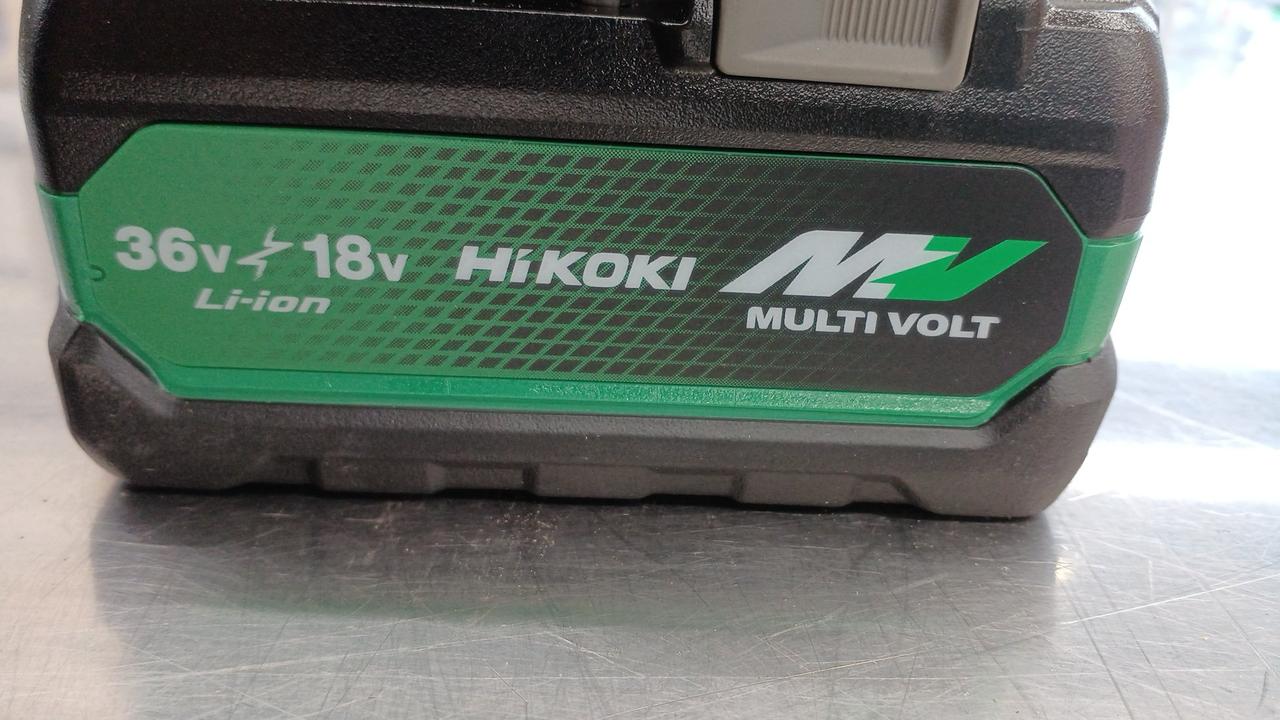 36v 18v HiKOKI MV
Li-ion MULTI VOLT